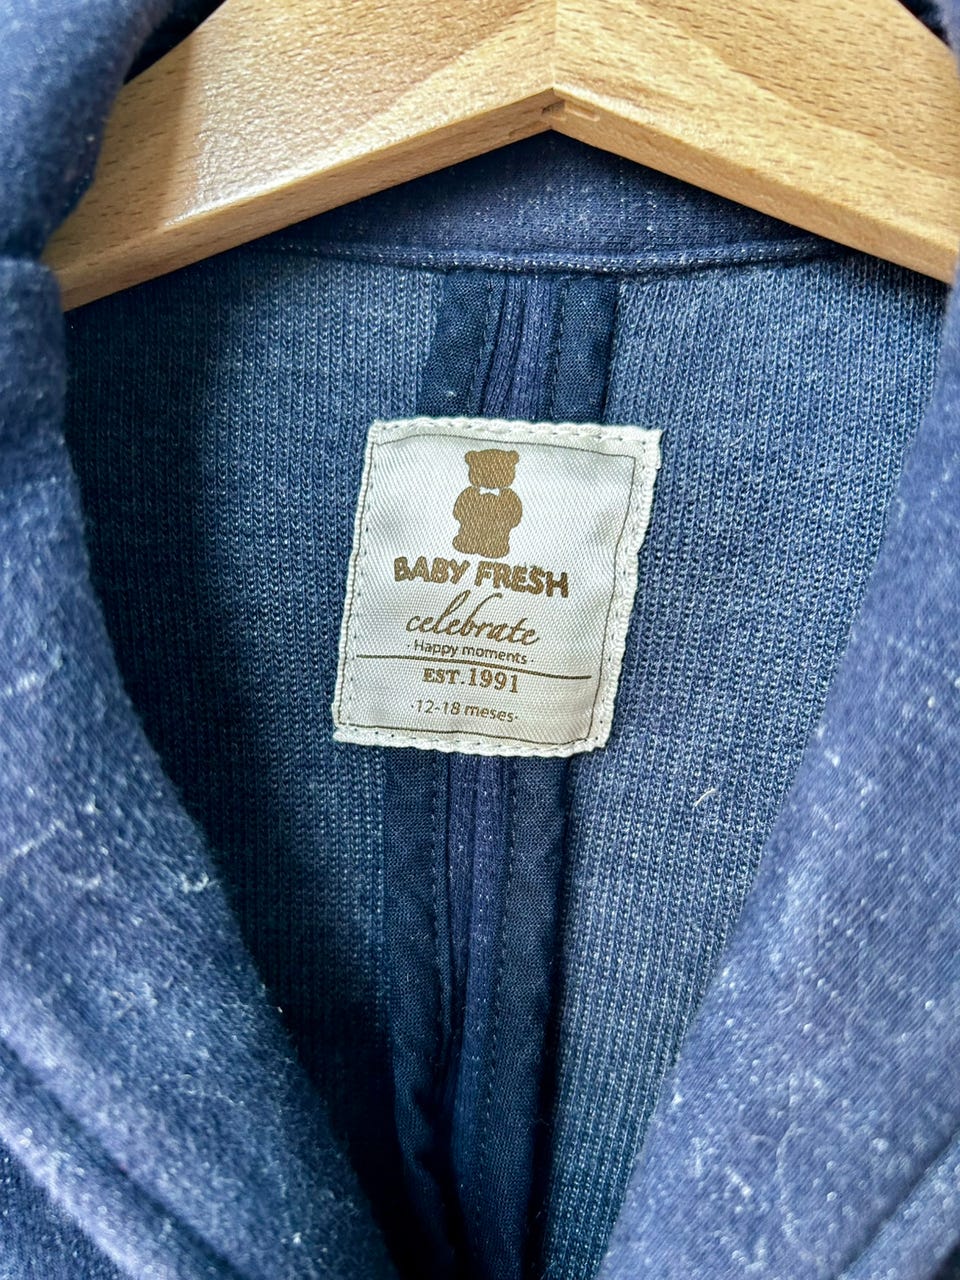 BABY FRESH
celebrate
·Happy moments·
EST.1991
·12-18 meses·